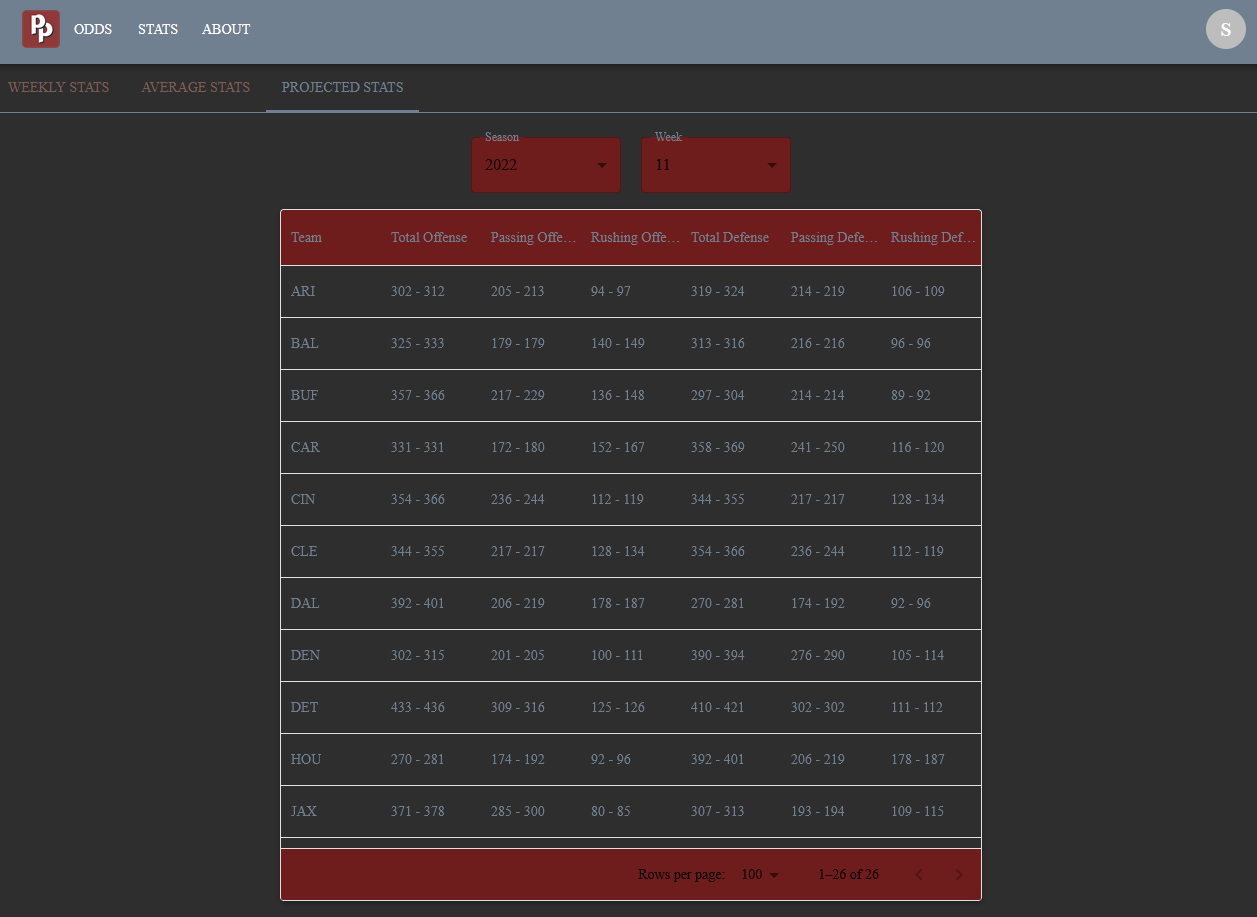 PP ODDS STATS ABOUT S
WEEKLY STATS AVERAGE STATS PROJECTED STATS
Season Week
2022 11
Team Total Offense Passing Offe... Rushing Offe... Total Defense Passing Defe... Rushing Def...
ARI 302 - 312 205 - 213 94 - 97 319 - 324 214 - 219 106 - 109
BAL 325 - 333 179 - 179 140 - 149 313 - 316 216 - 216 96 - 96
BUF 357 - 366 217 - 229 136 - 148 297 - 304 214 - 214 89 - 92
CAR 331 - 331 172 - 180 152 - 167 358 - 369 241 - 250 116 - 120
CIN 354 - 366 236 - 244 112 - 119 344 - 355 217 - 217 128 - 134
CLE 344 - 355 217 - 217 128 - 134 354 - 366 236 - 244 112 - 119
DAL 392 - 401 206 - 219 178 - 187 270 - 281 174 - 192 92 - 96
DEN 302 - 315 201 - 205 100 - 111 390 - 394 276 - 290 105 - 114
DET 433 - 436 309 - 316 125 - 126 410 - 421 302 - 302 111 - 112
HOU 270 - 281 174 - 192 92 - 96 392 - 401 206 - 219 178 - 187
JAX 371 - 378 285 - 300 80 - 85 307 - 313 193 - 194 109 - 115
Rows per page: 100 1–26 of 26